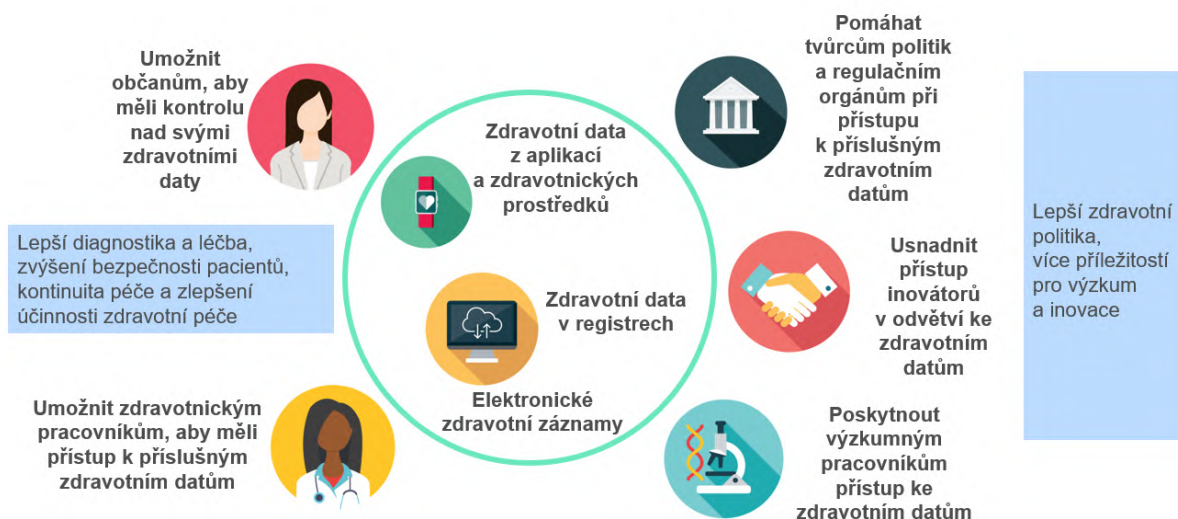 Umožnit
občanům, aby
měli kontrolu
nad svými
zdravotními
daty
Lepší diagnostika a léčba,
zvýšení bezpečnosti pacientů,
kontinuita péče a zlepšení
účinnosti zdravotní péče
Umožnit zdravotnickým
pracovníkům, aby měli
přístup k příslušným
zdravotním datům
Zdravotní data
z aplikací
a zdravotnických
prostředků
Zdravotní data
v registrech
Elektronické
zdravotní záznamy
Pomáhat
tvůrcům politik
a regulačním
orgánům při
přístupu
k příslušným
zdravotním
datům
Usnadnit
přístup
inovátorů
v odvětví ke
zdravotním
datům
Poskytnout
výzkumným
pracovníkům
přístup ke
zdravotním datům
Lepší zdravotní
politika,
více příležitostí
pro výzkum
a inovace